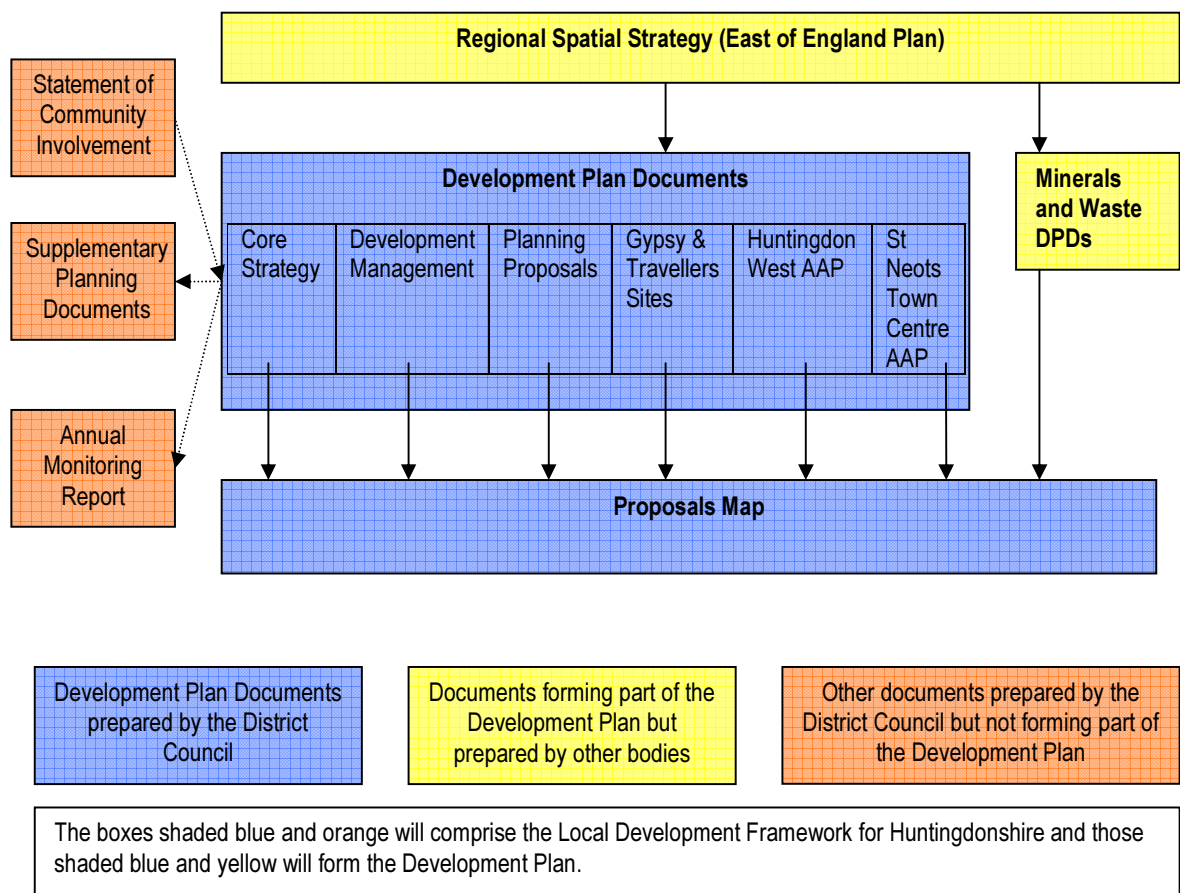 Regional Spatial Strategy (East of England Plan)
Statement of
Community
Involvement
Development Plan Documents
Minerals
and Waste
DPDs
Supplementary
Planning
Documents
Core
Strategy
Development
Management
Planning
Proposals
Gypsy &
Travellers
Sites
Huntingdon
West AAP
St
Neots
Town
Centre
AAP
Annual
Monitoring
Report
Proposals Map
Development Plan Documents
prepared by the District
Council
Documents forming part of the
Development Plan but
prepared by other bodies
Other documents prepared by the
District Council but not forming part of
the Development Plan
The boxes shaded blue and orange will comprise the Local Development Framework for Huntingdonshire and those
shaded blue and yellow will form the Development Plan.